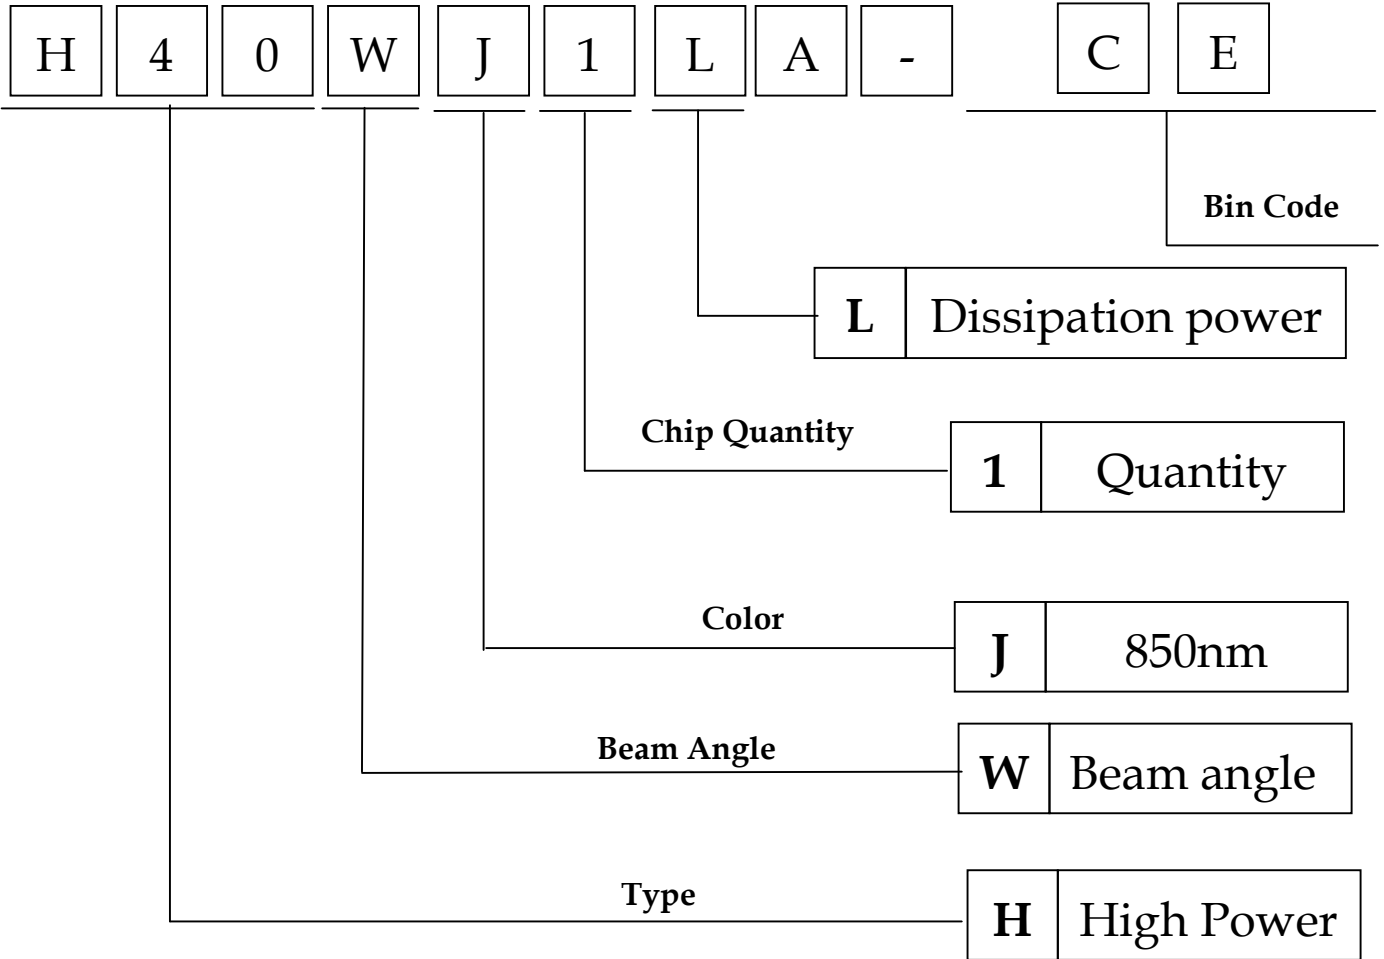 H 4 0 W J 1 L A - C E
Bin Code
L Dissipation power
Chip Quantity
1 Quantity
Color
J 850nm
Beam Angle
W Beam angle
Type
H High Power